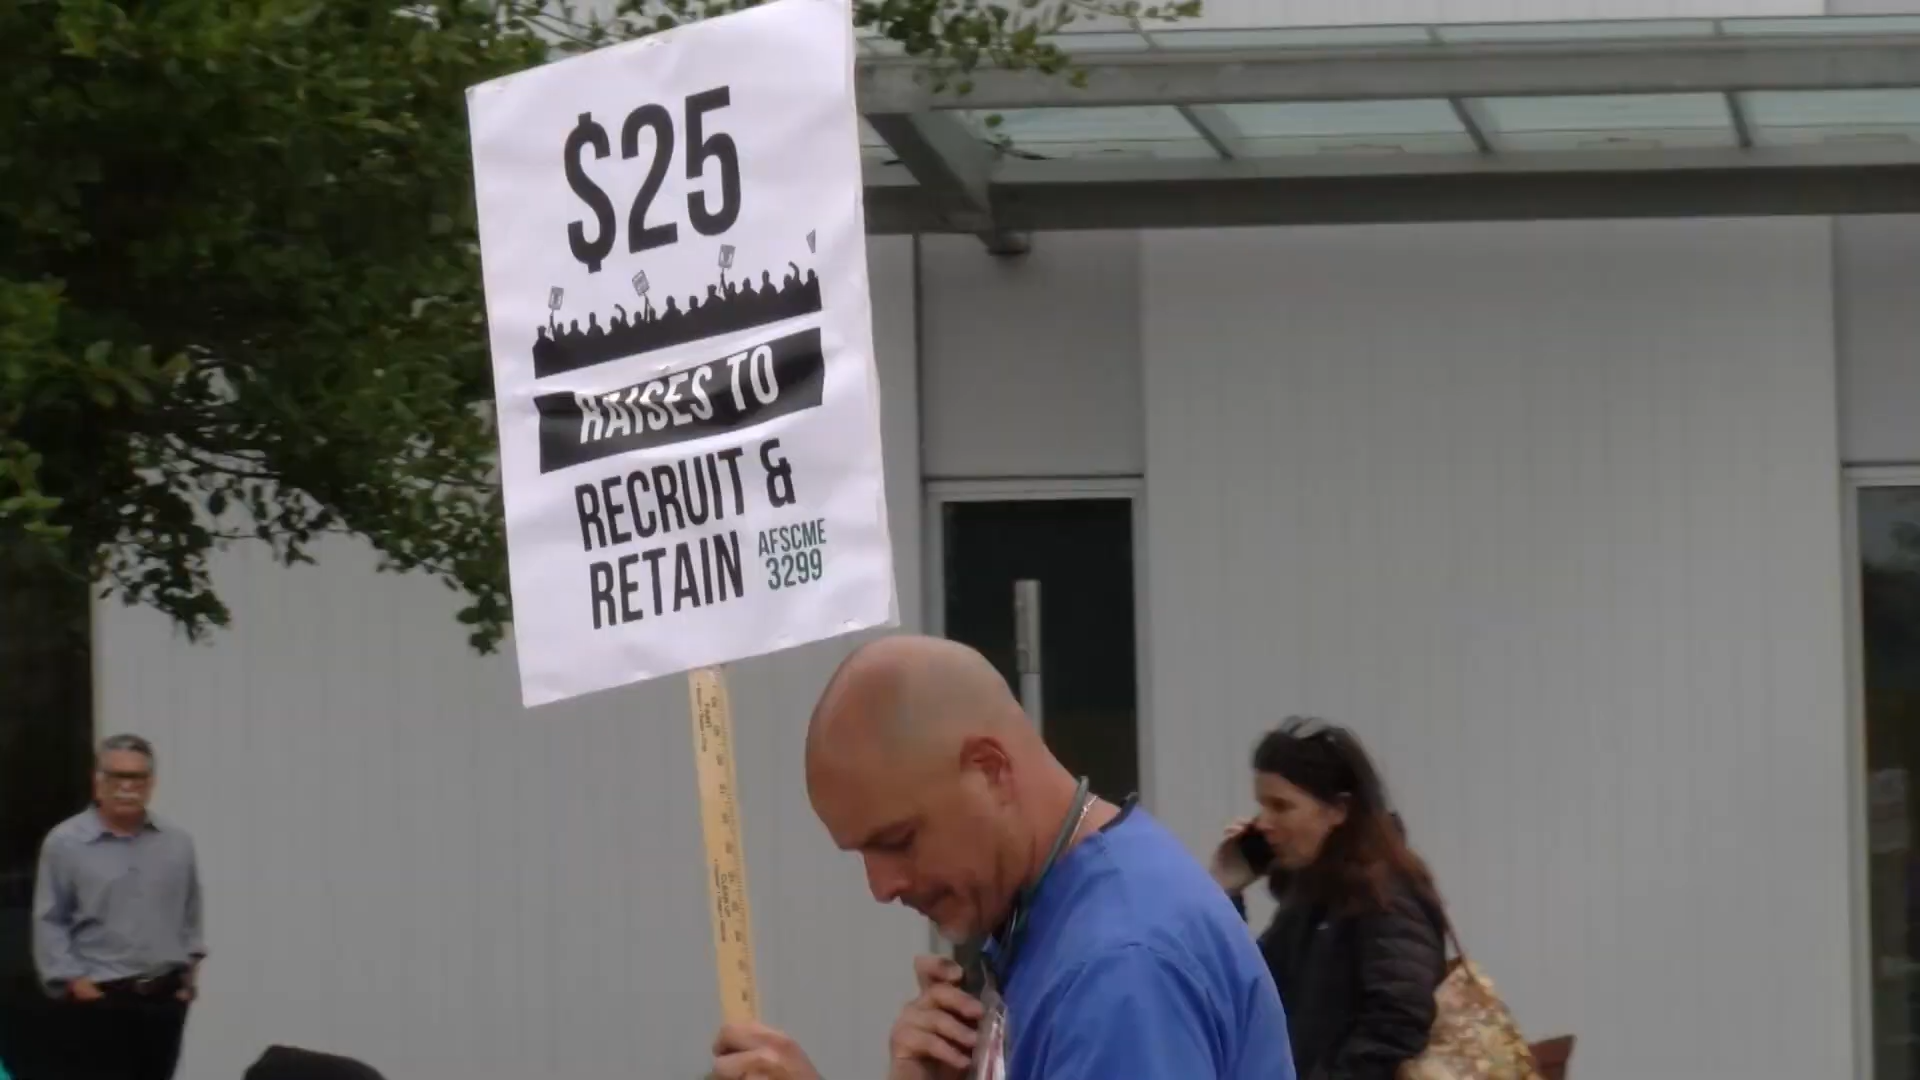 $25
RAISES TO
RECRUIT &
RETAIN
AFSCME
3299